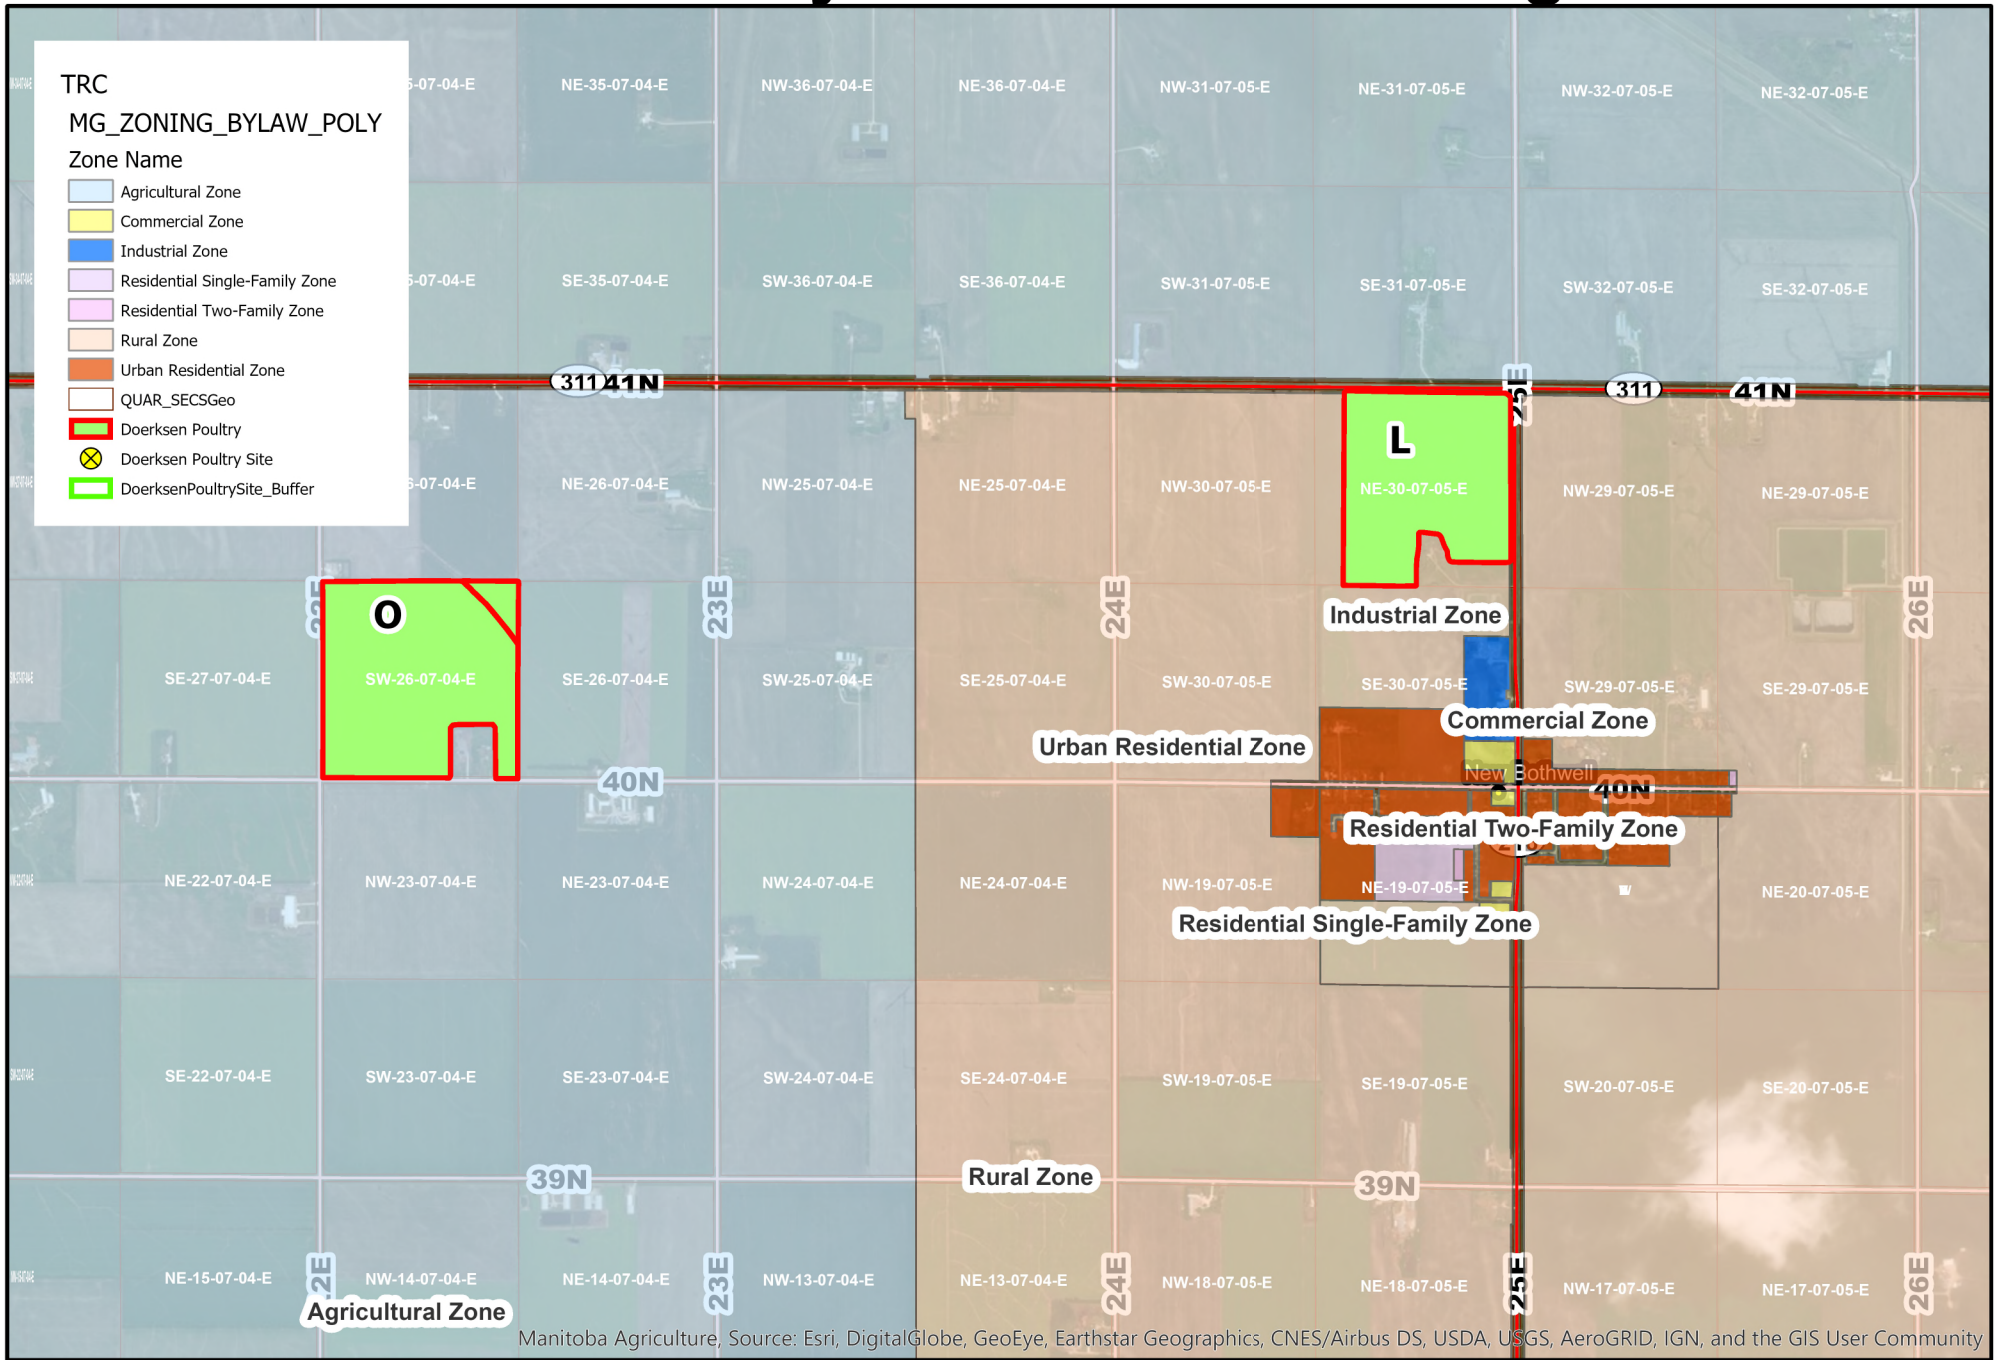 TRC
MG_ZONING_BYLAW_POLY
Zone Name
Agricultural Zone
Commercial Zone
Industrial Zone
Residential Single-Family Zone
Residential Two-Family Zone
Rural Zone
Urban Residential Zone
QUAR_SECSGeo
Doerksen Poultry
Doerksen Poultry Site
DoerksenPoultrySite_Buffer
5-07-04-E NE-35-07-04-E NW-36-07-04-E NE-36-07-04-E NW-31-07-05-E NE-31-07-05-E NW-32-07-05-E NE-32-07-05-E
5-07-04-E SE-35-07-04-E SW-36-07-04-E SE-36-07-04-E SW-31-07-05-E SE-31-07-05-E SW-32-07-05-E SE-32-07-05-E
311 41N 25E 311 41N
L
6-07-04-E NE-26-07-04-E NW-25-07-04-E NE-25-07-04-E NW-30-07-05-E NE-30-07-05-E NW-29-07-05-E NE-29-07-05-E
O 23E 24E 26E
Industrial Zone
SE-27-07-04-E SW-26-07-04-E SE-26-07-04-E SW-25-07-04-E SE-25-07-04-E SW-30-07-05-E SE-30-07-05-E SW-29-07-05-E SE-29-07-05-E
Commercial Zone
Urban Residential Zone
New Bothwell
40N 40N
Residential Two-Family Zone
NE-22-07-04-E NW-23-07-04-E NE-23-07-04-E NW-24-07-04-E NE-24-07-04-E NW-19-07-05-E NE-19-07-05-E NE-20-07-05-E
Residential Single-Family Zone
SE-22-07-04-E SW-23-07-04-E SE-23-07-04-E SW-24-07-04-E SE-24-07-04-E SW-19-07-05-E SE-19-07-05-E SW-20-07-05-E SE-20-07-05-E
39N Rural Zone 39N
NE-15-07-04-E NW-14-07-04-E NE-14-07-04-E NW-13-07-04-E NE-13-07-04-E NW-18-07-05-E NE-18-07-05-E NW-17-07-05-E NE-17-07-05-E
22E 23E 24E 25E 26E
Agricultural Zone
Manitoba Agriculture, Source: Esri, DigitalGlobe, GeoEye, Earthstar Geographics, CNES/Airbus DS, USDA, USGS, AeroGRID, IGN, and the GIS User Community